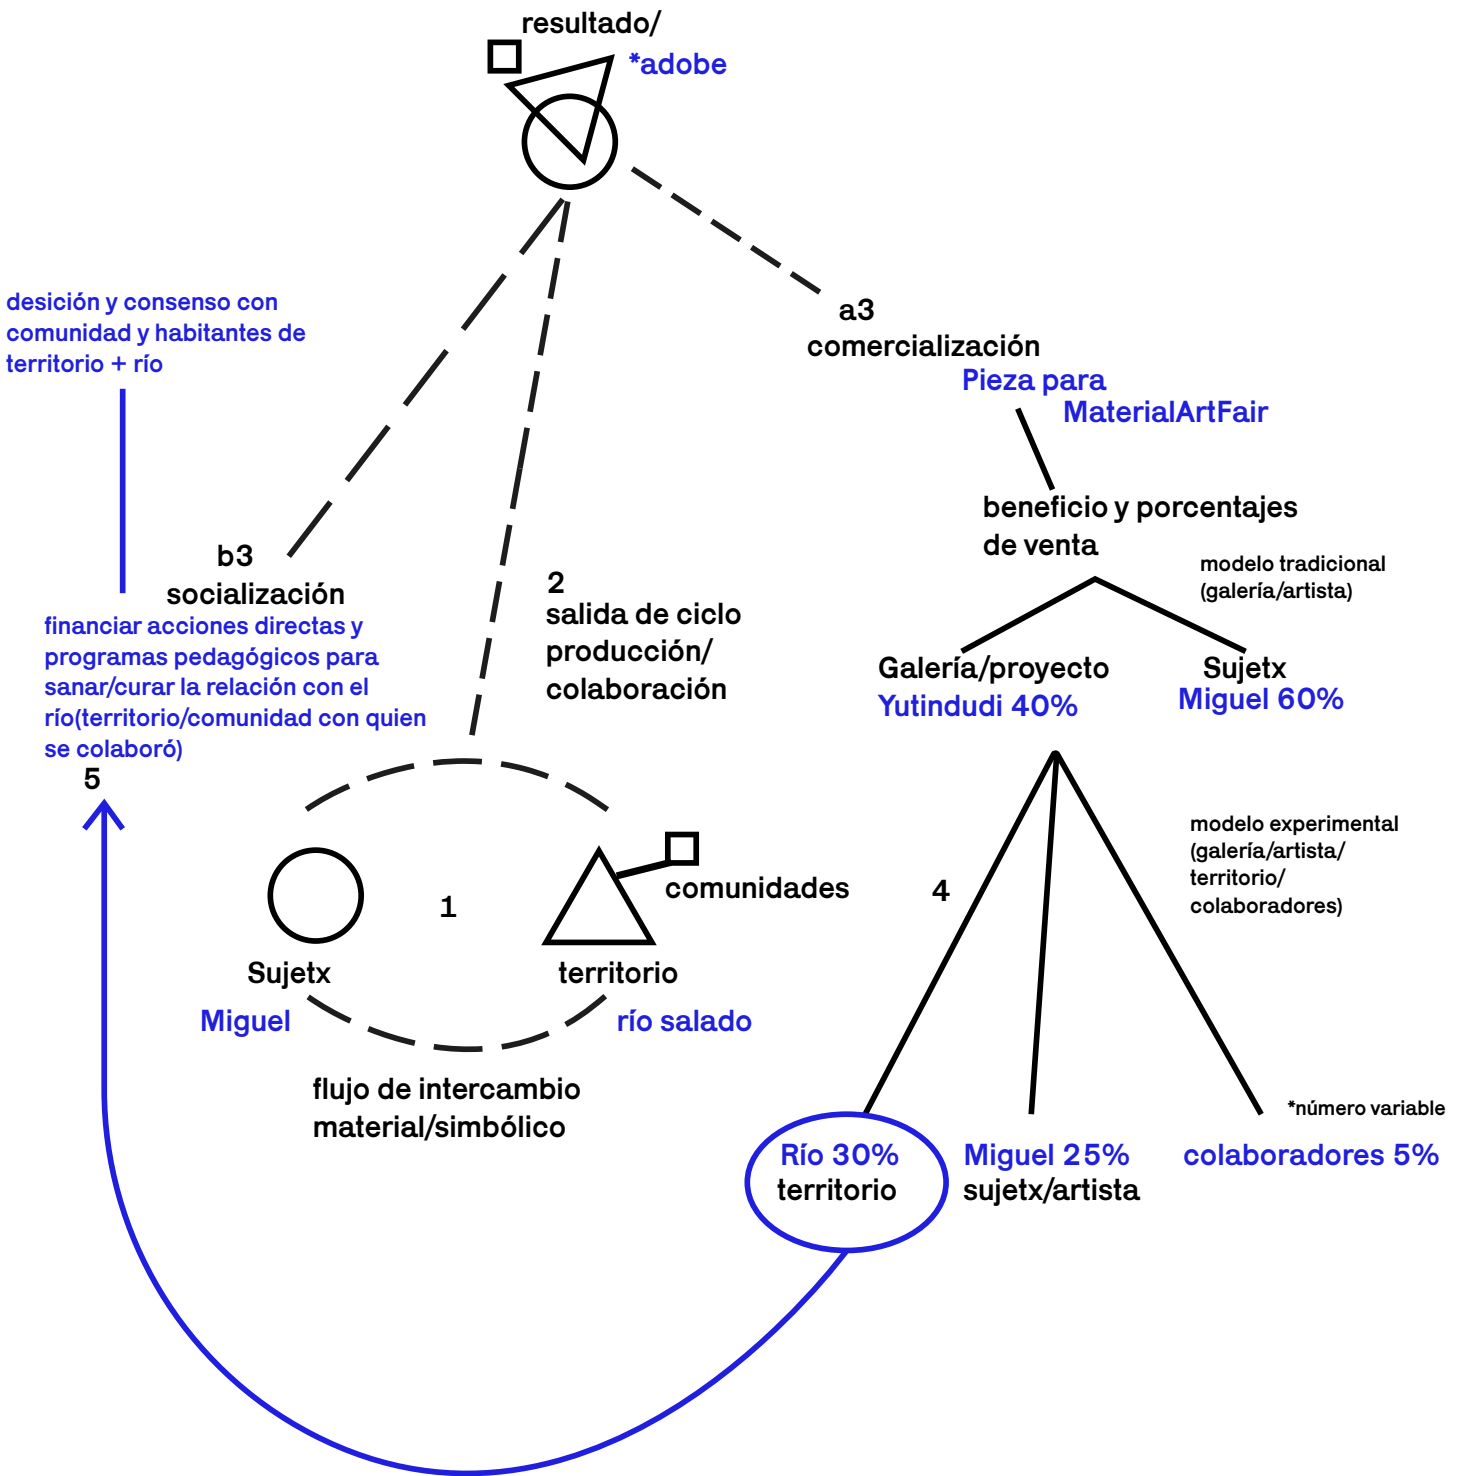 resultado/
*adobe
desición y consenso con
comunidad y habitantes de
territorio + río
a3
comercialización
Pieza para
MaterialArtFair
beneficio y porcentajes
de venta
modelo tradicional
(galería/artista)
b3
socialización
financiar acciones directas y
programas pedagógicos para
sanar/curar la relación con el
río(territorio/comunidad con quien
se colaboró)
5
2
salida de ciclo
producción/
colaboración
Galería/proyecto
Yutindudi 40%
Sujetx
Miguel 60%
modelo experimental
(galería/artista/
territorio/
colaboradores)
4
1
comunidades
Sujetx
Miguel
territorio
río salado
flujo de intercambio
material/simbólico
*número variable
Río 30%
territorio
Miguel 25%
sujetx/artista
colaboradores 5%